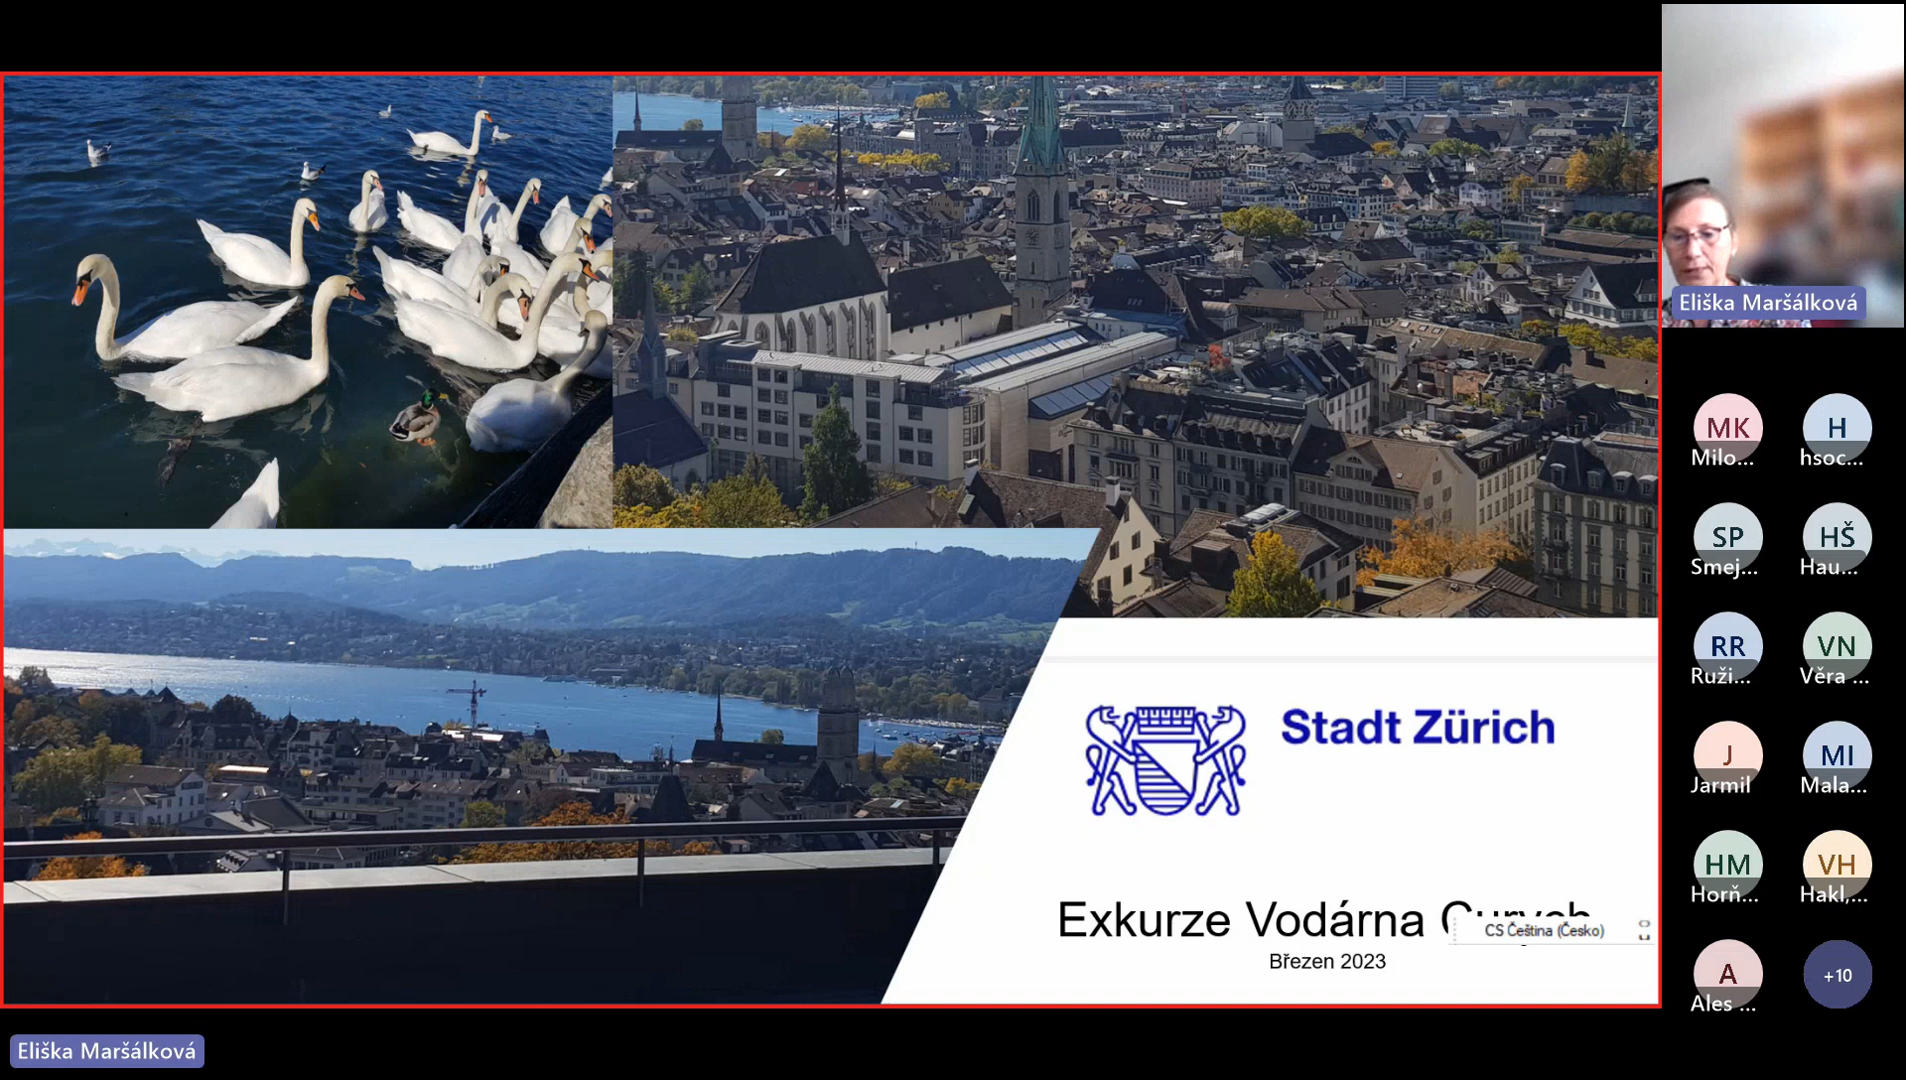 Stadt Zürich
Exkurze Vodárna
CS Čeština (Česko)
Březen 2023
Eliška Maršálková
MK
H
Milo...
hsoc...
SP
HŠ
Smej...
Hau...
RR
VN
Ruži...
Věra ...
J
MI
Jarmil
Mala...
HM
VH
Horň...
Hakl,...
A
+10
Ales ...
Eliška Maršálková